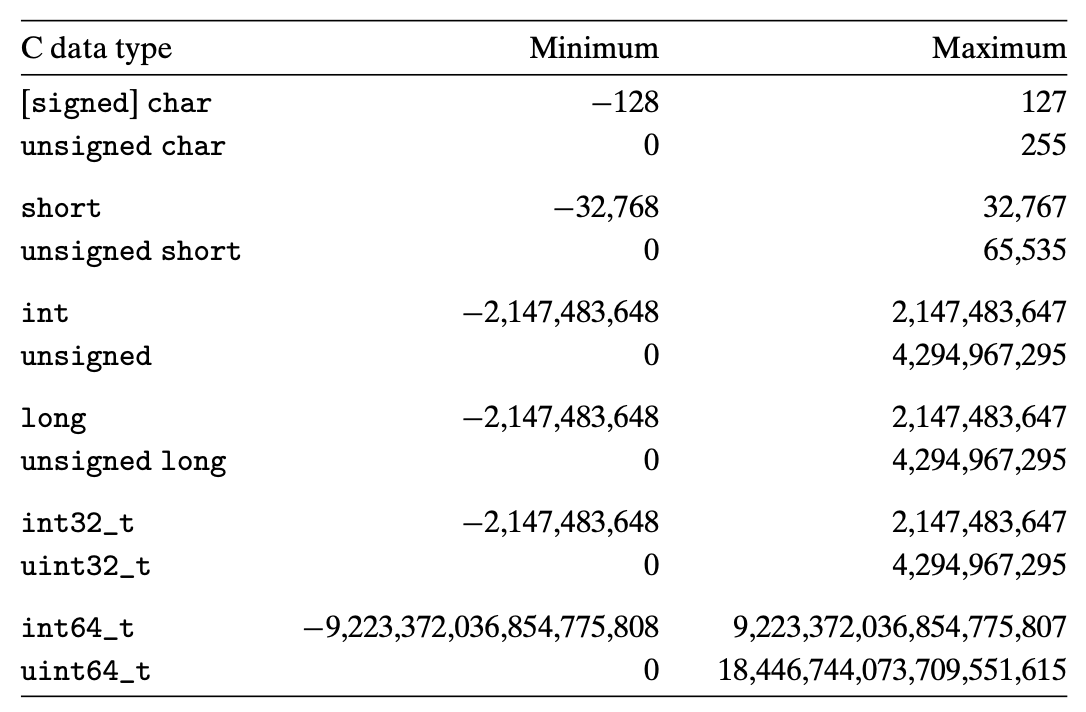 C data type Minimum Maximum
[signed] char −128 127
unsigned char 0 255
short −32,768 32,767
unsigned short 0 65,535
int −2,147,483,648 2,147,483,647
unsigned 0 4,294,967,295
long −2,147,483,648 2,147,483,647
unsigned long 0 4,294,967,295
int32_t −2,147,483,648 2,147,483,647
uint32_t 0 4,294,967,295
int64_t −9,223,372,036,854,775,808 9,223,372,036,854,775,807
uint64_t 0 18,446,744,073,709,551,615